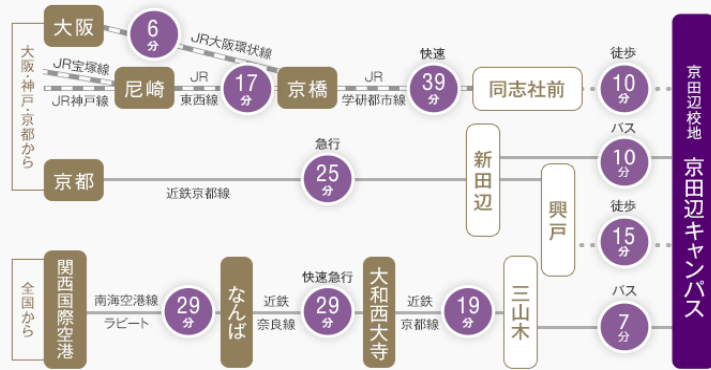 大阪・神戸・京都から
大阪
6分
JR大阪環状線
JR宝塚線
JR神戸線
尼崎
JR
東西線
17分
京橋
JR
学研都市線
快速
39分
同志社前
徒歩
10分
京都
近鉄京都線
急行
25分
新田辺
バス
10分
興戸
徒歩
15分
全国から
関西国際空港
南海空港線
ラピート
29分
なんば
近鉄
奈良線
快速急行
29分
大和西大寺
近鉄
京都線
19分
三山木
バス
7分
京田辺校地 京田辺キャンパス